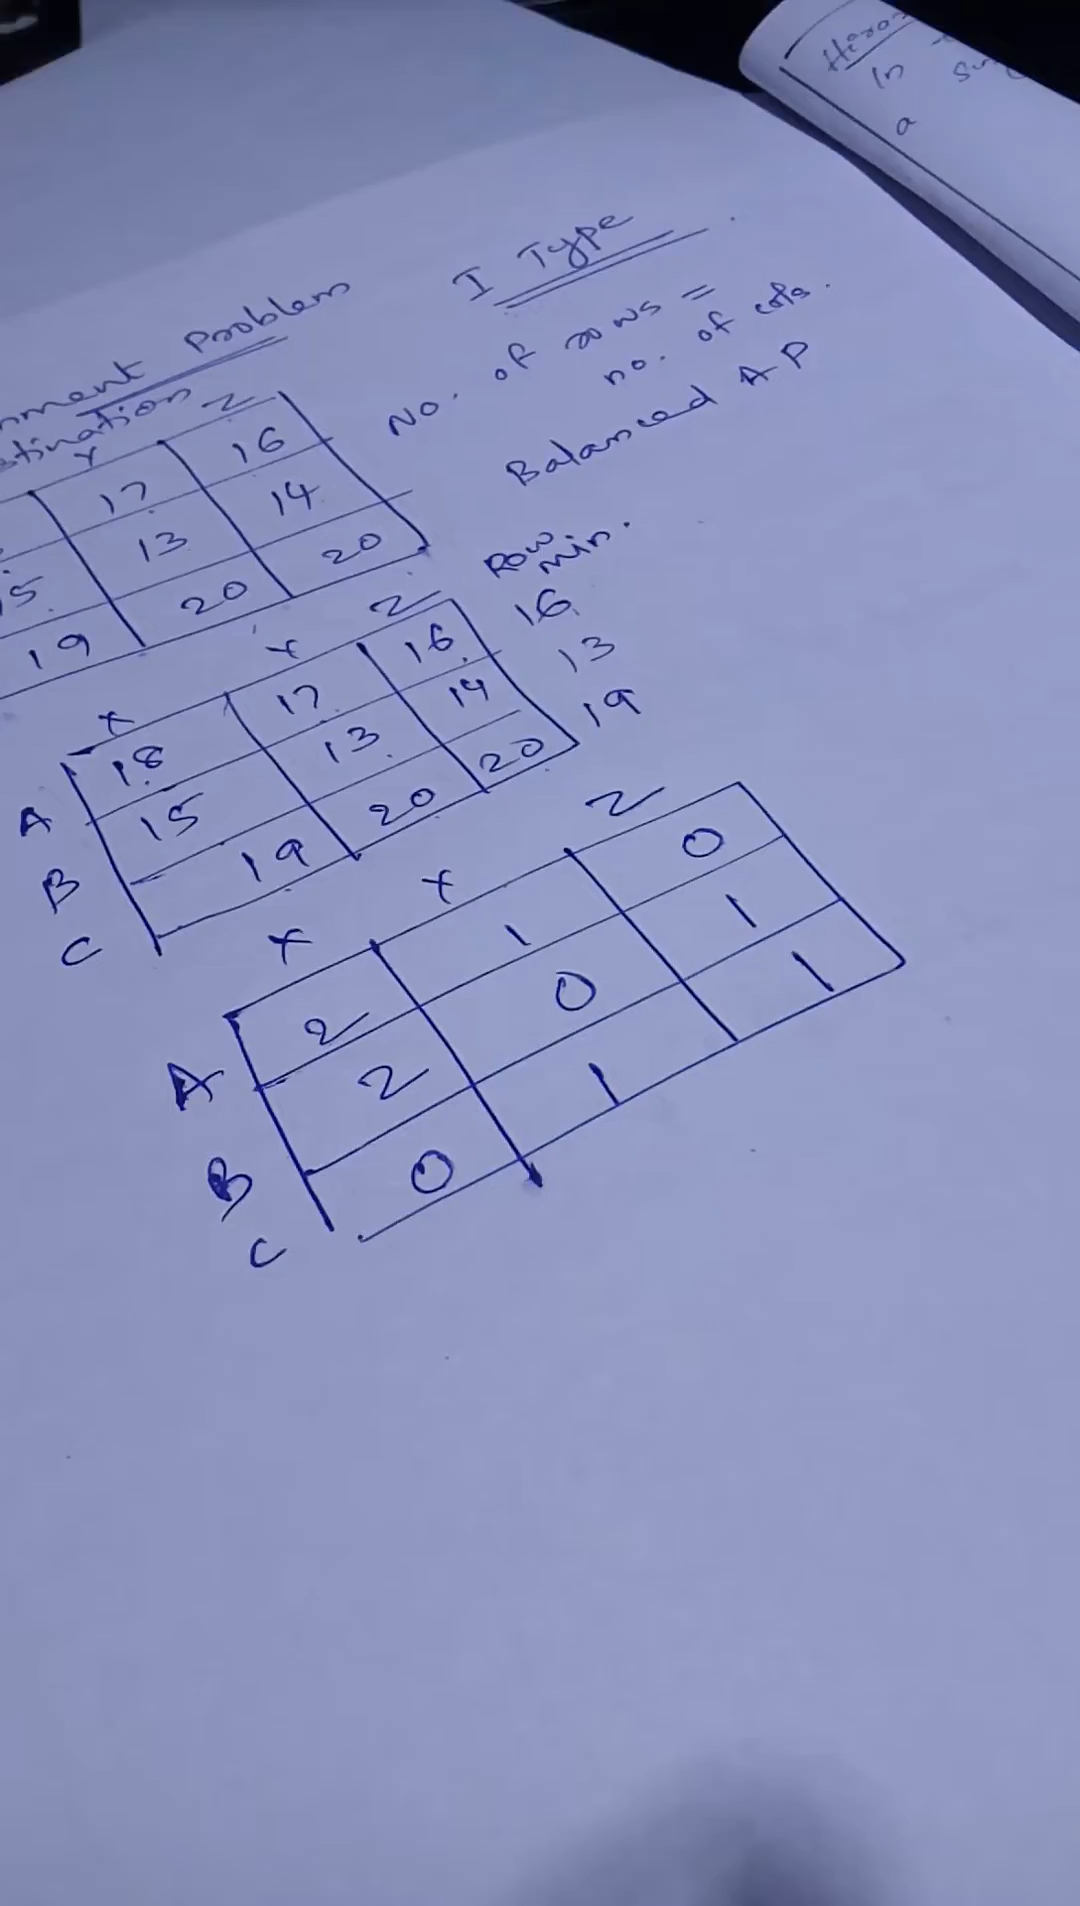 I Type
Problem
No. of rows =
no. of cols.
Balanced A P
Y Z
17 16
13 14
19 20 20
X Y Z Row min.
A 18 17 16 16
B 15 13 14 13
C 19 20 20 19
X Y Z
A 2 1 0
B 2 0 1
C 0 1 1
In
a